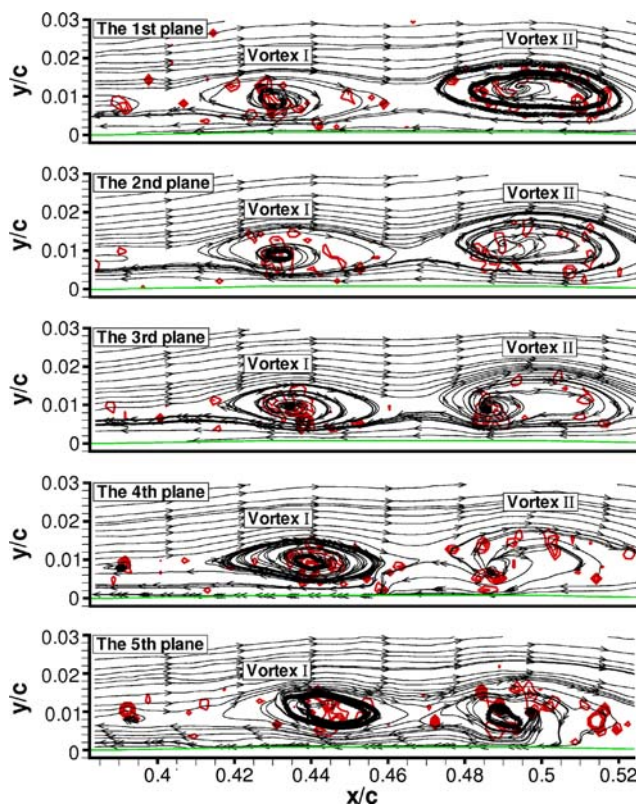 0.03
The 1st plane
Vortex I
Vortex II
0.02
y/c
0.01
0
0.03
The 2nd plane
Vortex I
Vortex II
0.02
y/c
0.01
0
0.03
The 3rd plane
Vortex I
Vortex II
0.02
y/c
0.01
0
0.03
The 4th plane
Vortex I
Vortex II
0.02
y/c
0.01
0
0.03
The 5th plane
Vortex I
0.02
y/c
0.01
0
0.4 0.42 0.44 0.46 0.48 0.5 0.52
x/c